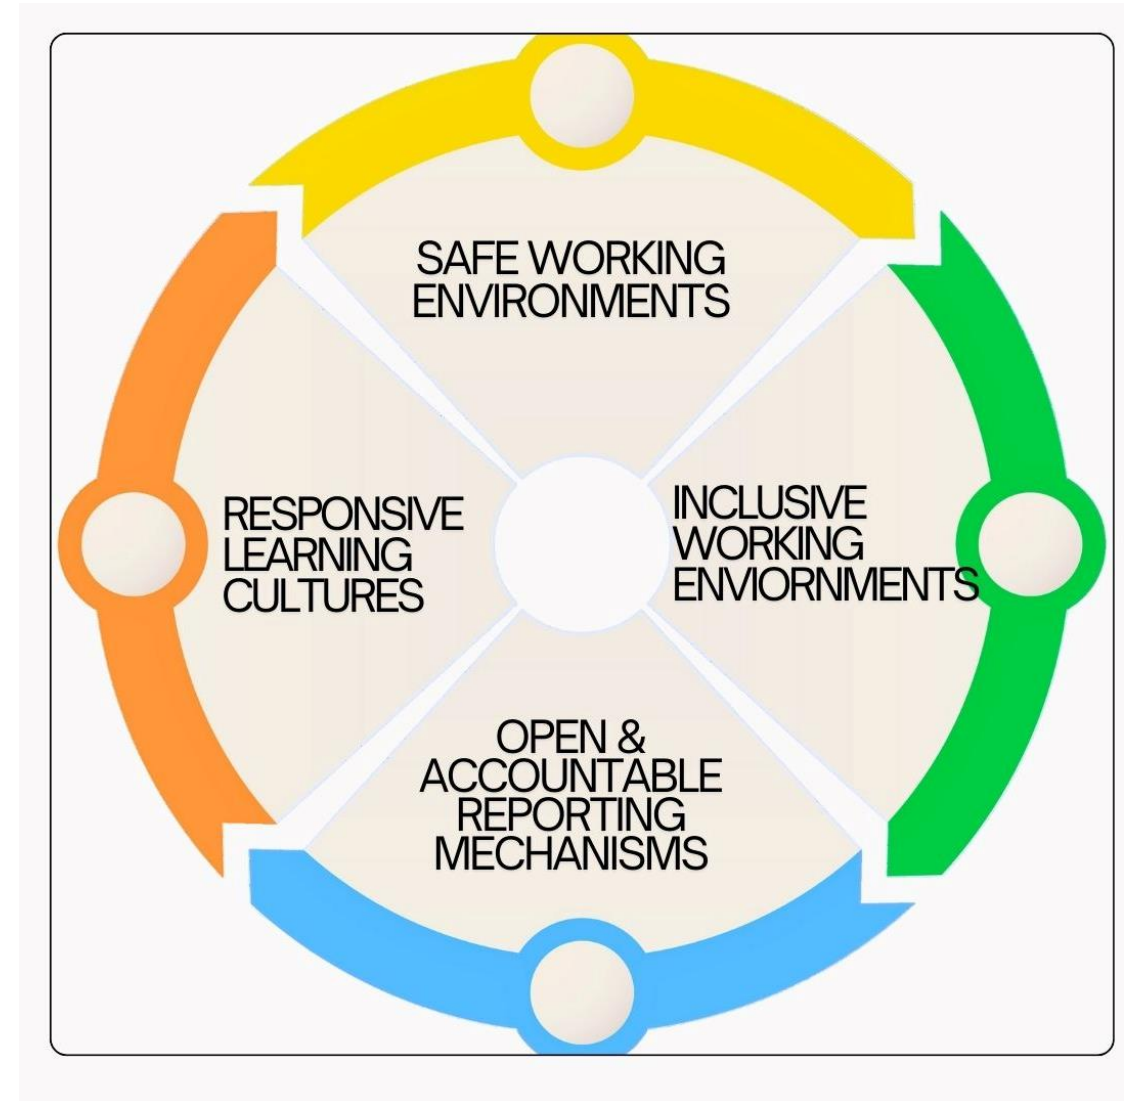 SAFE WORKING
ENVIRONMENTS
RESPONSIVE
LEARNING
CULTURES
INCLUSIVE
WORKING
ENVIORNMENTS
OPEN &
ACCOUNTABLE
REPORTING
MECHANISMS